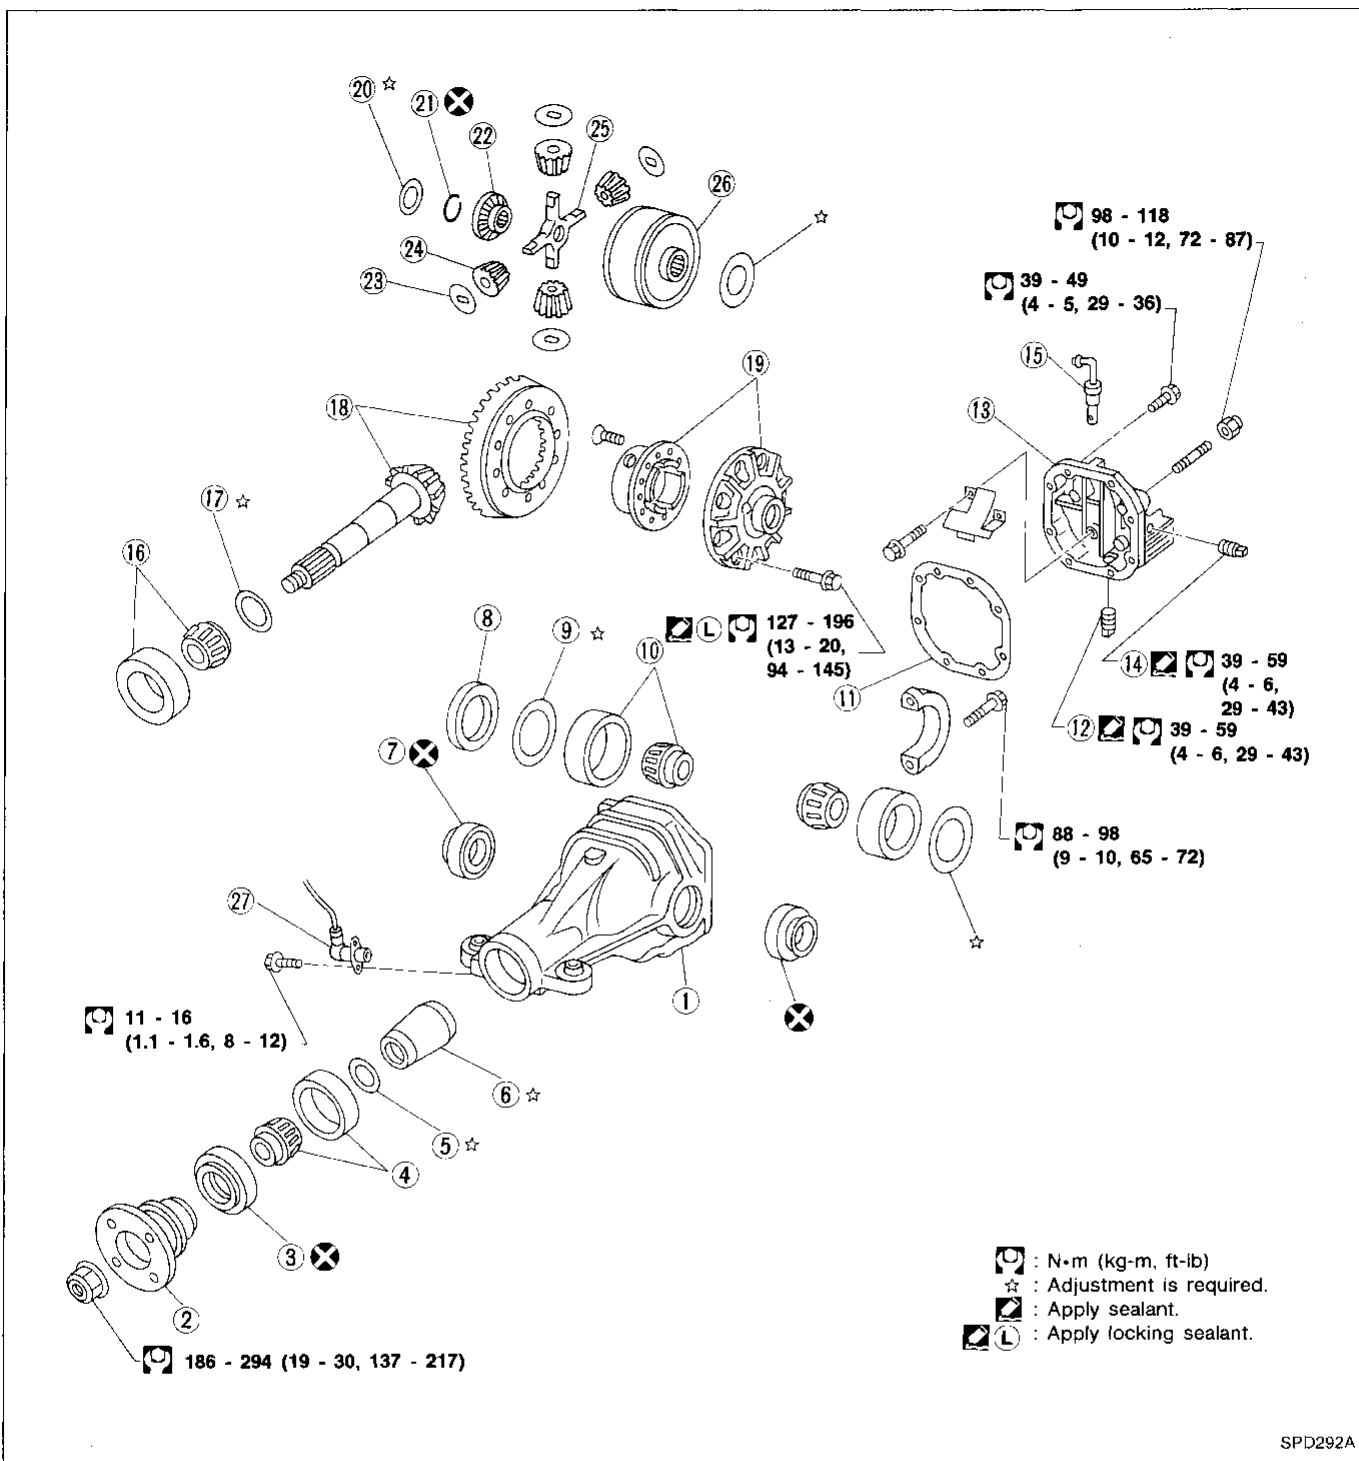 20 ☆
21
22
25
26
☆
98 - 118
(10 - 12, 72 - 87)
24
23
39 - 49
(4 - 5, 29 - 36)
15
19
13
18
17 ☆
16
8
9 ☆
10
L 127 - 196
(13 - 20,
94 - 145)
11
14 39 - 59
(4 - 6,
29 - 43)
12 39 - 59
(4 - 6, 29 - 43)
7
88 - 98
(9 - 10, 65 - 72)
27
☆
1
11 - 16
(1.1 - 1.6, 8 - 12)
6 ☆
5 ☆
4
3
2
186 - 294 (19 - 30, 137 - 217)
: N•m (kg-m, ft-lb)
☆ : Adjustment is required.
: Apply sealant.
L : Apply locking sealant.
SPD292A